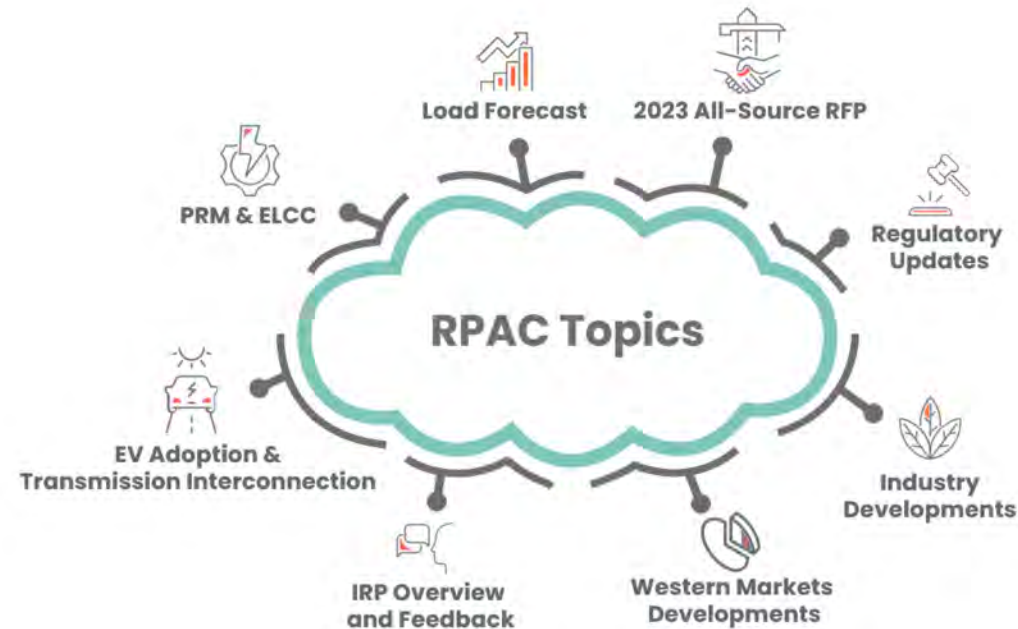 Load Forecast
2023 All-Source RFP
PRM & ELCC
Regulatory
Updates
RPAC Topics
EV Adoption &
Transmission Interconnection
Industry
Developments
IRP Overview
and Feedback
Western Markets
Developments